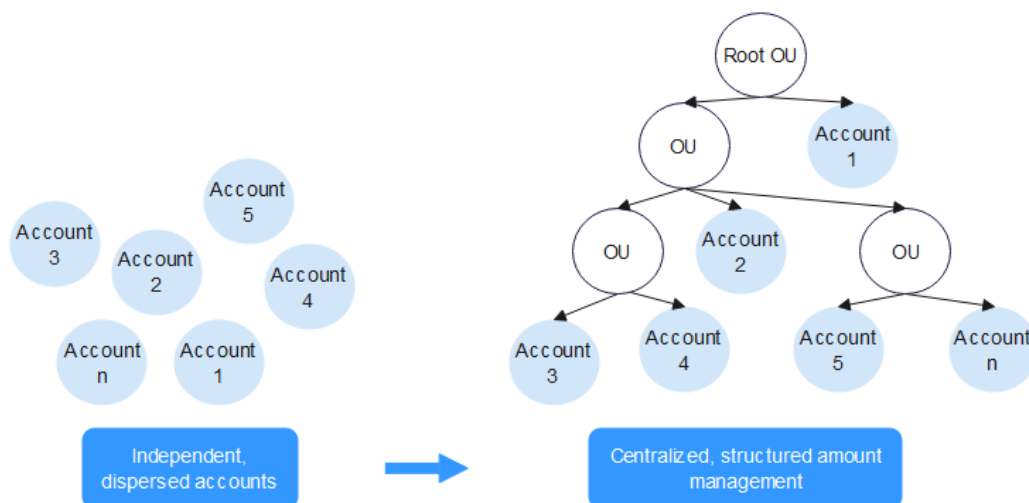 Account
5
Account
3
Account
2
Account
4
Account
n
Account
1
Independent,
dispersed accounts
Root OU
OU
Account
1
OU
Account
2
OU
Account
3
Account
4
Account
5
Account
n
Centralized, structured amount
management